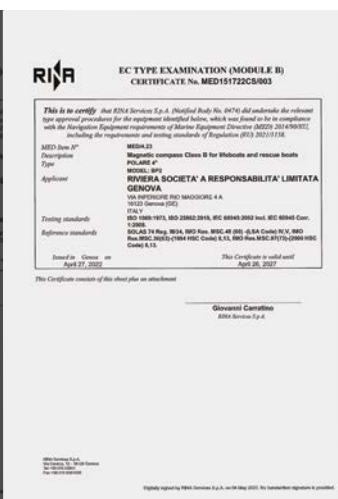 RINA
EC TYPE EXAMINATION (MODULE B)
CERTIFICATE No. MED151722CS/003
This is to certify that RINA Services S.p.A. (Notified Body No. 0474) did undertake the relevant
type approval procedures for the equipment identified below, which was found to be in compliance
with the Navigation Equipment requirements of Marine Equipment Directive (MED) 2014/90/EU,
including the requirements and testing standards of Regulation (EU) 2021/1158.
MED Item N° MED/4.23
Description Magnetic compass Class B for lifeboats and rescue boats
Type POLARE 4"
MODEL: BP2
Applicant RIVIERA SOCIETA' A RESPONSABILITA' LIMITATA
GENOVA
VIA INFERIORE RIO MAGGIORE 4 A
16123 Genova (GE)
ITALY
Testing standards ISO 1069:1973, ISO 25862:2019, IEC 60945:2002 incl. IEC 60945 Corr.
1:2008.
Reference standards SOLAS 74 Reg. III/34, IMO Res. MSC.48 (66) -(LSA Code) IV,V, IMO
Res.MSC.36(63)-(1994 HSC Code) 8,13, IMO Res.MSC.97(73)-(2000 HSC
Code) 8,13.
Issued in Genoa on
April 27, 2022
This Certificate is valid until
April 26, 2027
This Certificate consists of this sheet plus an attachment
Giovanni Carratino
RINA Services S.p.A.
RINA Services S.p.A.
Digitally signed by RINA Services S.p.A. on 04 May 2022. No handwritten signature is provided.